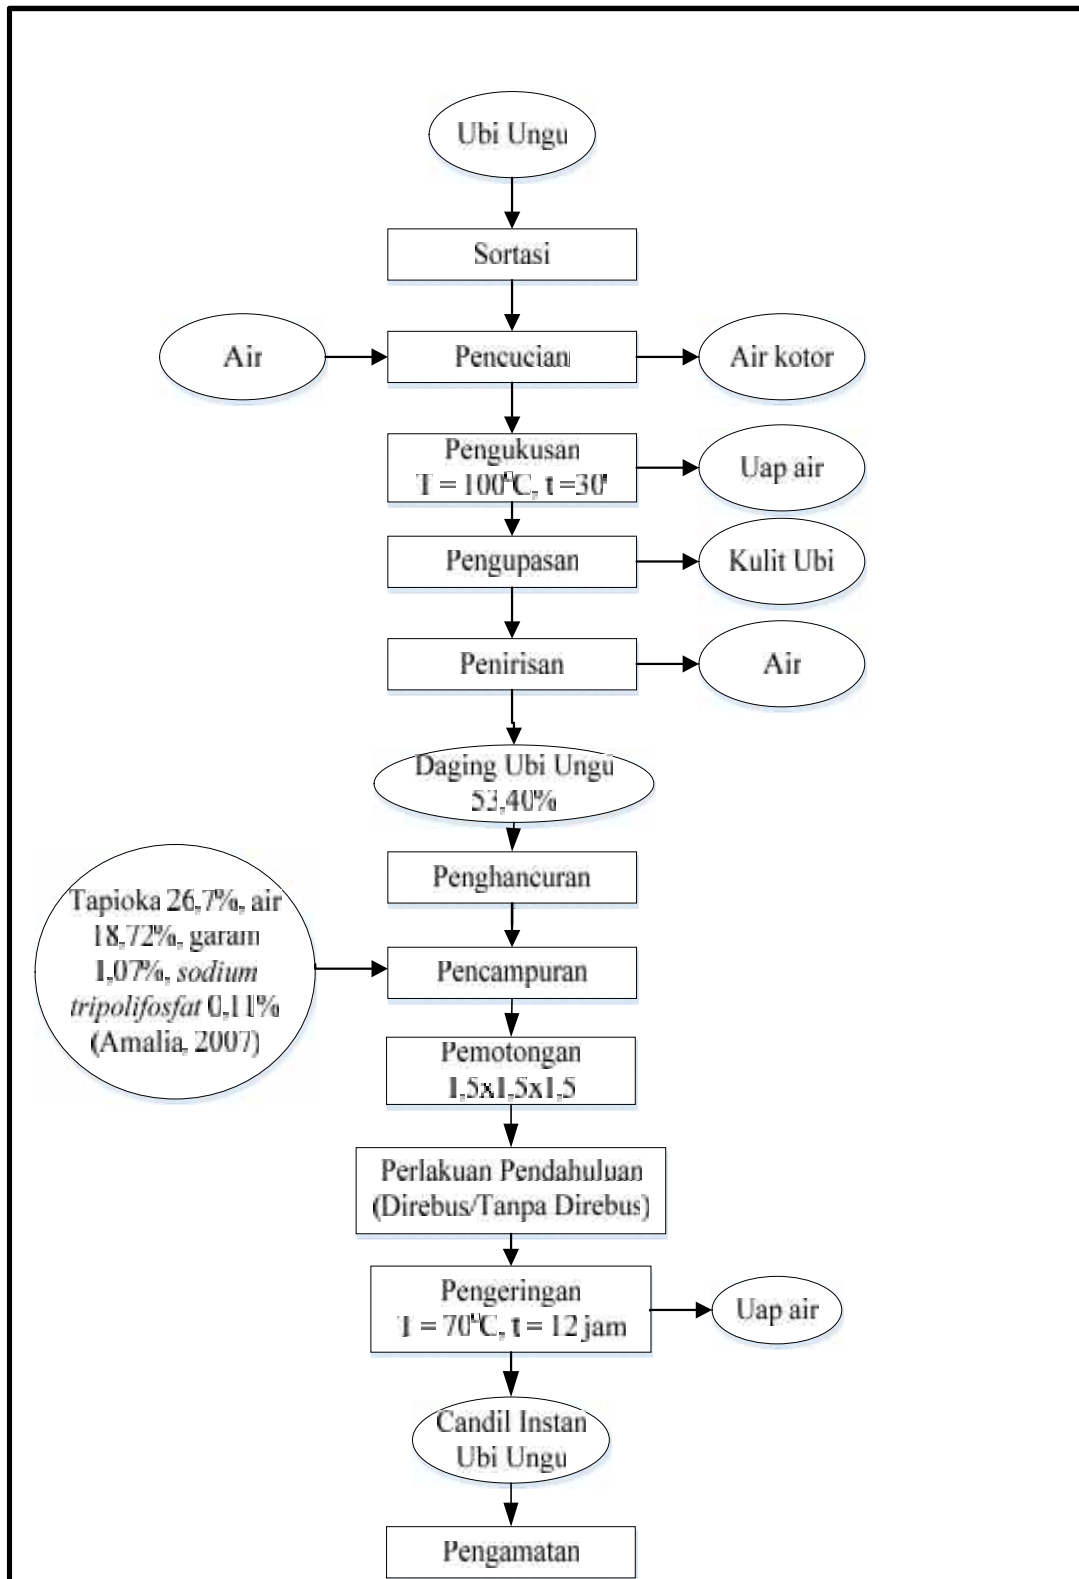 Ubi Ungu
Sortasi
Air
Pencucian
Air kotor
Pengukusan
T = 100°C, t =30'
Uap air
Pengupasan
Kulit Ubi
Penirisan
Air
Daging Ubi Ungu
53,40%
Penghancuran
Tapioka 26,7%, air
18,72%, garam
1,07%, sodium
tripolifosfat 0,11%
(Amalia, 2007)
Pencampuran
Pemotongan
1,5x1,5x1,5
Perlakuan Pendahuluan
(Direbus/Tanpa Direbus)
Pengeringan
T = 70°C, t = 12 jam
Uap air
Candil Instan
Ubi Ungu
Pengamatan